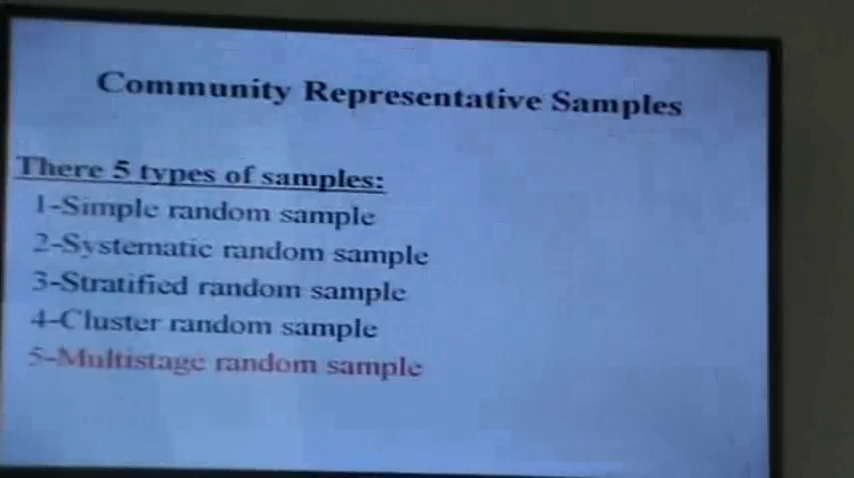 Community Representative Samples
There 5 types of samples:
1-Simple random sample
2-Systematic random sample
3-Stratified random sample
4-Cluster random sample
5-Multistage random sample